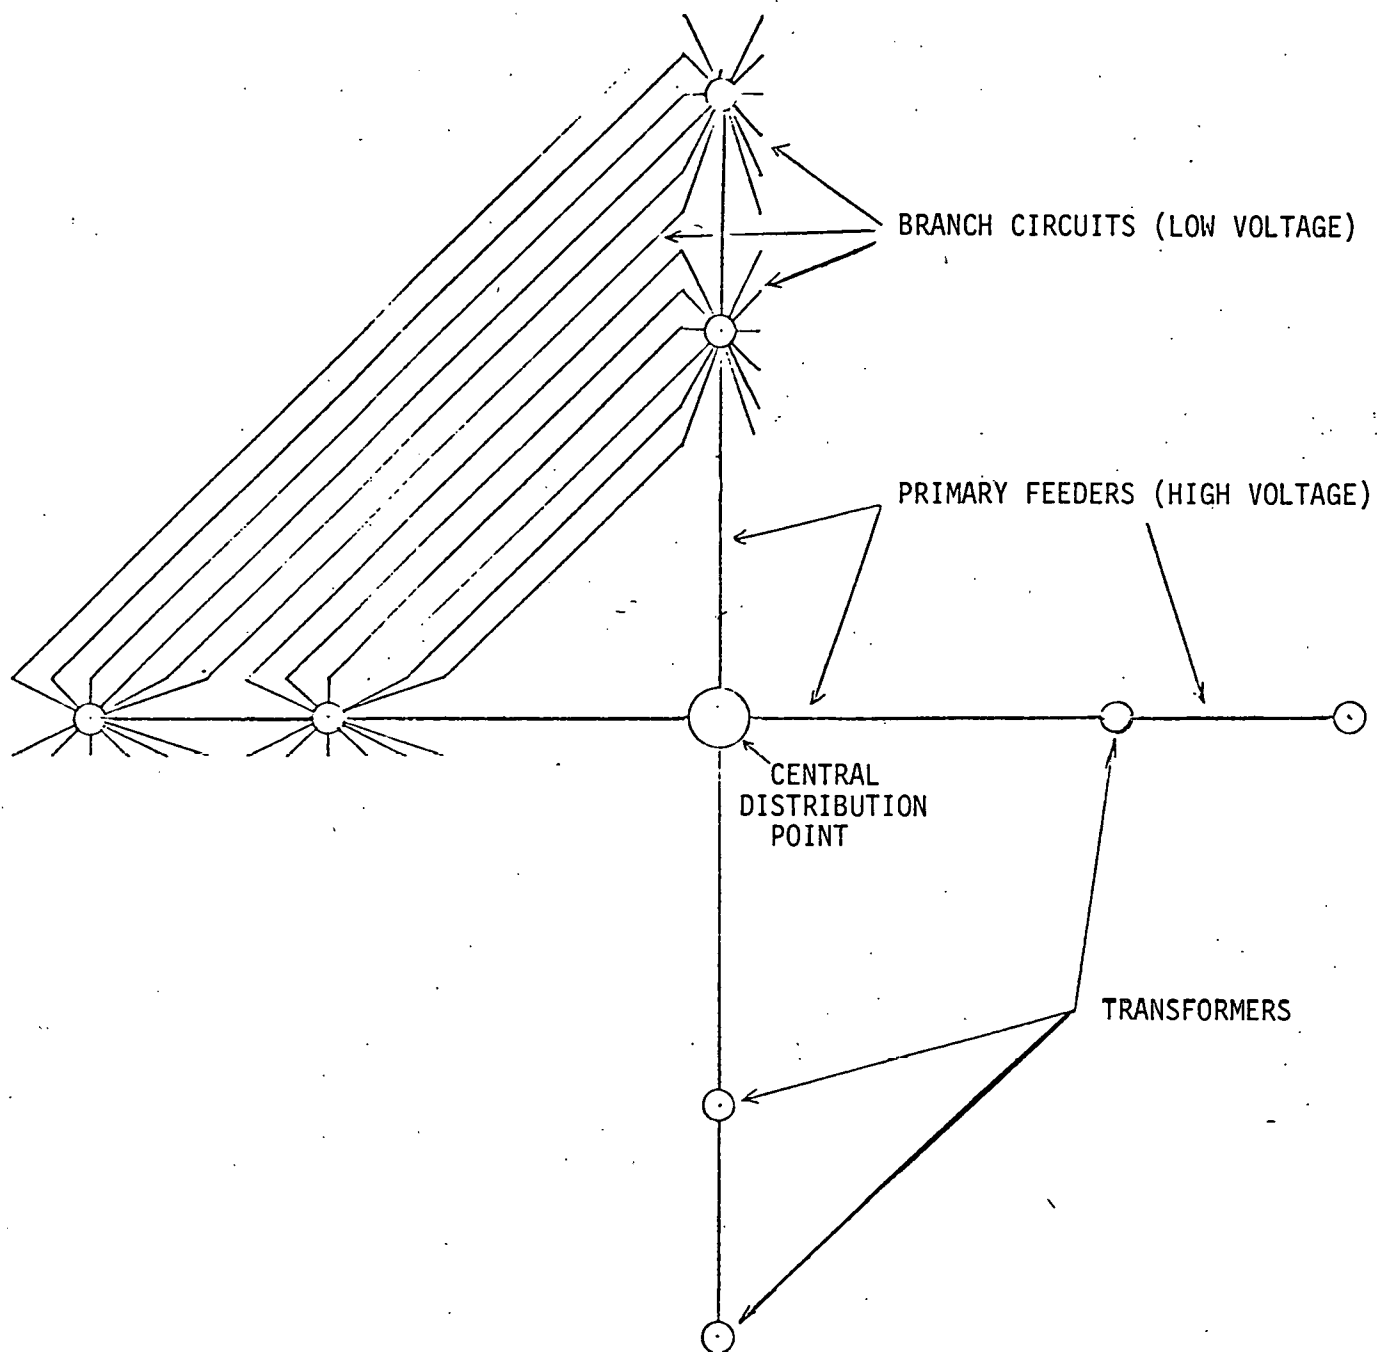 BRANCH CIRCUITS (LOW VOLTAGE)
PRIMARY FEEDERS (HIGH VOLTAGE)
CENTRAL
DISTRIBUTION
POINT
TRANSFORMERS